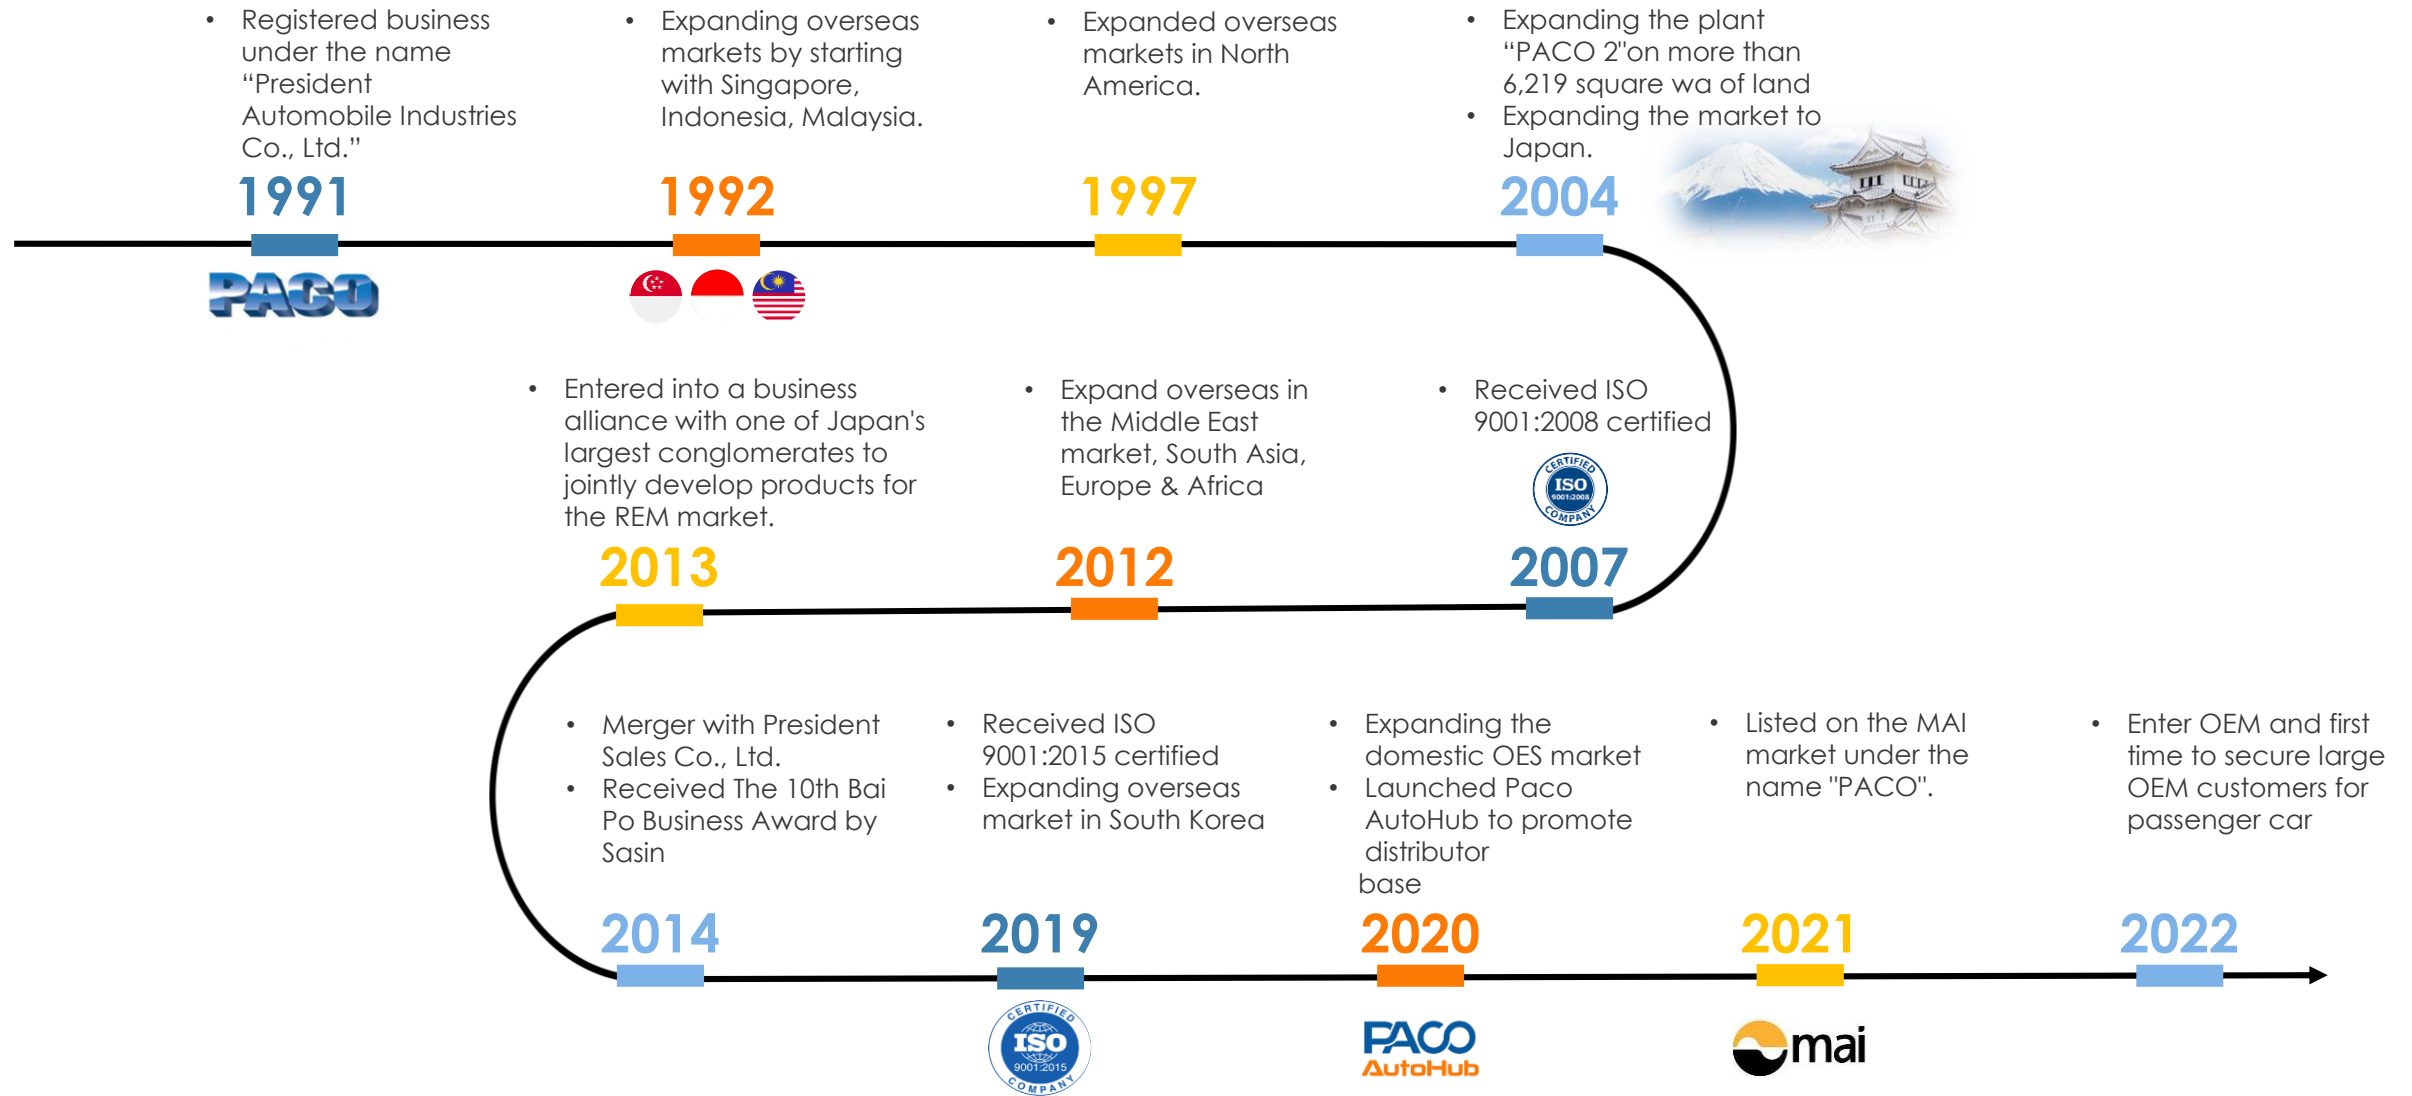 • Registered business
under the name
“President
Automobile Industries
Co., Ltd.”
1991
PACO
• Expanding overseas
markets by starting
with Singapore,
Indonesia, Malaysia.
1992
• Expanded overseas
markets in North
America.
1997
• Expanding the plant
“PACO 2"on more than
6,219 square wa of land
• Expanding the market to
Japan.
2004
• Received ISO
9001:2008 certified
CERTIFIED
ISO
9001:2008
COMPANY
2007
• Expand overseas in
the Middle East
market, South Asia,
Europe & Africa
2012
• Entered into a business
alliance with one of Japan's
largest conglomerates to
jointly develop products for
the REM market.
2013
• Merger with President
Sales Co., Ltd.
• Received The 10th Bai
Po Business Award by
Sasin
2014
• Received ISO
9001:2015 certified
• Expanding overseas
market in South Korea
2019
CERTIFIED
ISO
9001:2015
COMPANY
• Expanding the
domestic OES market
• Launched Paco
AutoHub to promote
distributor
base
2020
PACO
AutoHub
• Listed on the MAI
market under the
name "PACO".
2021
mai
• Enter OEM and first
time to secure large
OEM customers for
passenger car
2022